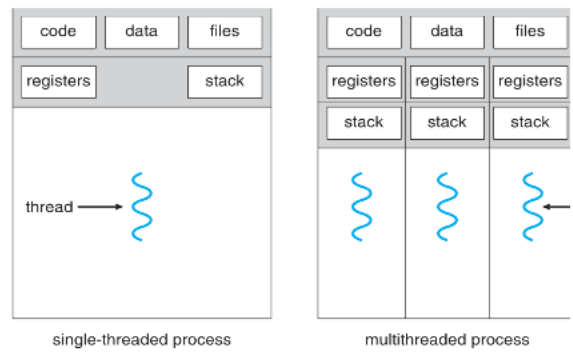 code data files
registers stack
thread
single-threaded process
code data files
registers registers registers
stack stack stack
multithreaded process